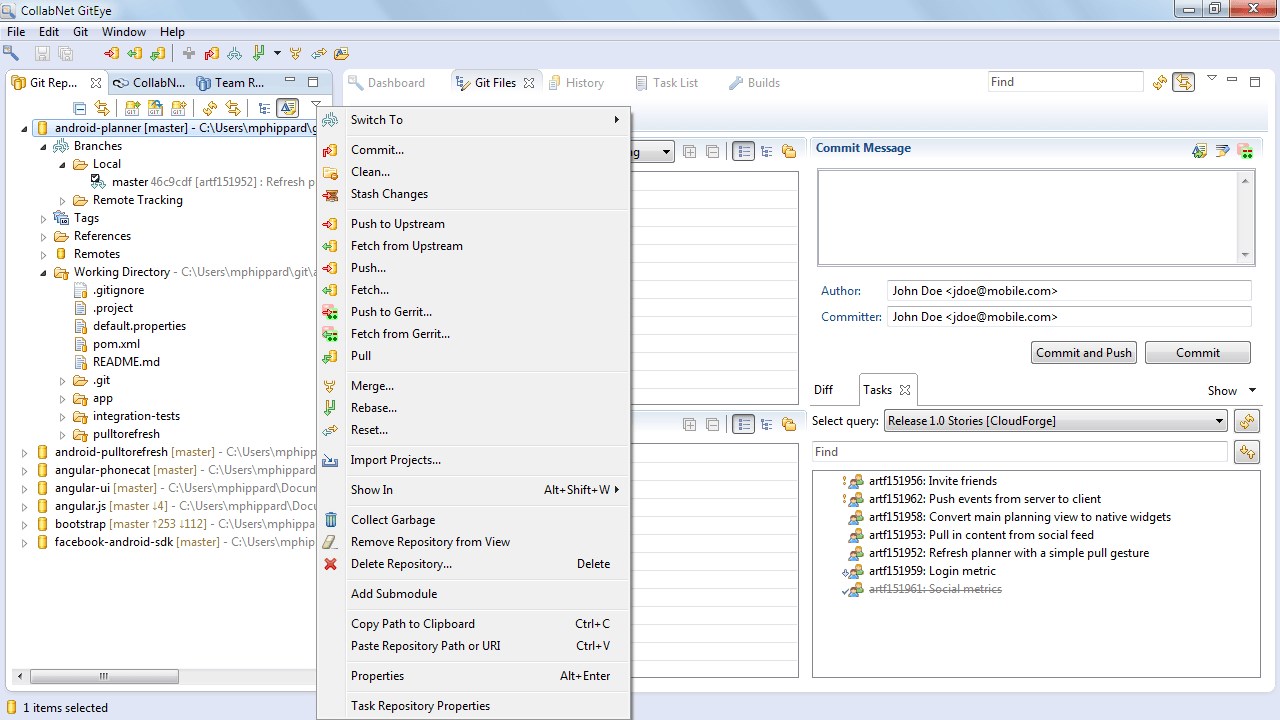 CollabNet GitEye
File Edit Git Window Help
Git Rep... CollabN... Team R...
Dashboard Git Files History Task List Builds Find
android-planner [master] - C:\Users\mphippard\g
Branches
Local
master 46c9cdf [artf151952] : Refresh p
Remote Tracking
Tags
References
Remotes
Working Directory - C:\Users\mphippard\git\a
.gitignore
.project
default.properties
pom.xml
README.md
.git
app
integration-tests
pulltorefresh
android-pulltorefresh [master] - C:\Users\mphip
angular-phonecat [master] - C:\Users\mphippard
angular-ui [master] - C:\Users\mphippard\Docum
angular.js [master ↓4] - C:\Users\mphippard\Docu
bootstrap [master ↑253 ↓112] - C:\Users\mphippard
facebook-android-sdk [master] - C:\Users\mphip
1 items selected
Switch To
Commit...
Clean...
Stash Changes
Push to Upstream
Fetch from Upstream
Push...
Fetch...
Push to Gerrit...
Fetch from Gerrit...
Pull
Merge...
Rebase...
Reset...
Import Projects...
Show In Alt+Shift+W
Collect Garbage
Remove Repository from View
Delete Repository... Delete
Add Submodule
Copy Path to Clipboard Ctrl+C
Paste Repository Path or URI Ctrl+V
Properties Alt+Enter
Task Repository Properties
Commit Message
Author: John Doe <jdoe@mobile.com>
Committer: John Doe <jdoe@mobile.com>
Commit and Push Commit
Diff Tasks Show
Select query: Release 1.0 Stories [CloudForge]
Find
artf151956: Invite friends
artf151962: Push events from server to client
artf151958: Convert main planning view to native widgets
artf151953: Pull in content from social feed
artf151952: Refresh planner with a simple pull gesture
artf151959: Login metric
artf151961: Social metrics